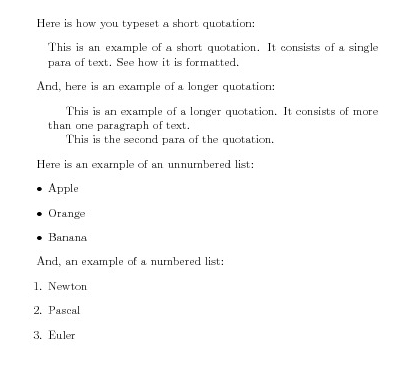 Here is how you typeset a short quotation:
This is an example of a short quotation. It consists of a single
para of text. See how it is formatted.
And, here is an example of a longer quotation:
This is an example of a longer quotation. It consists of more
than one paragraph of text.
This is the second para of the quotation.
Here is an example of an unnumbered list:
• Apple
• Orange
• Banana
And, an example of a numbered list:
1. Newton
2. Pascal
3. Euler